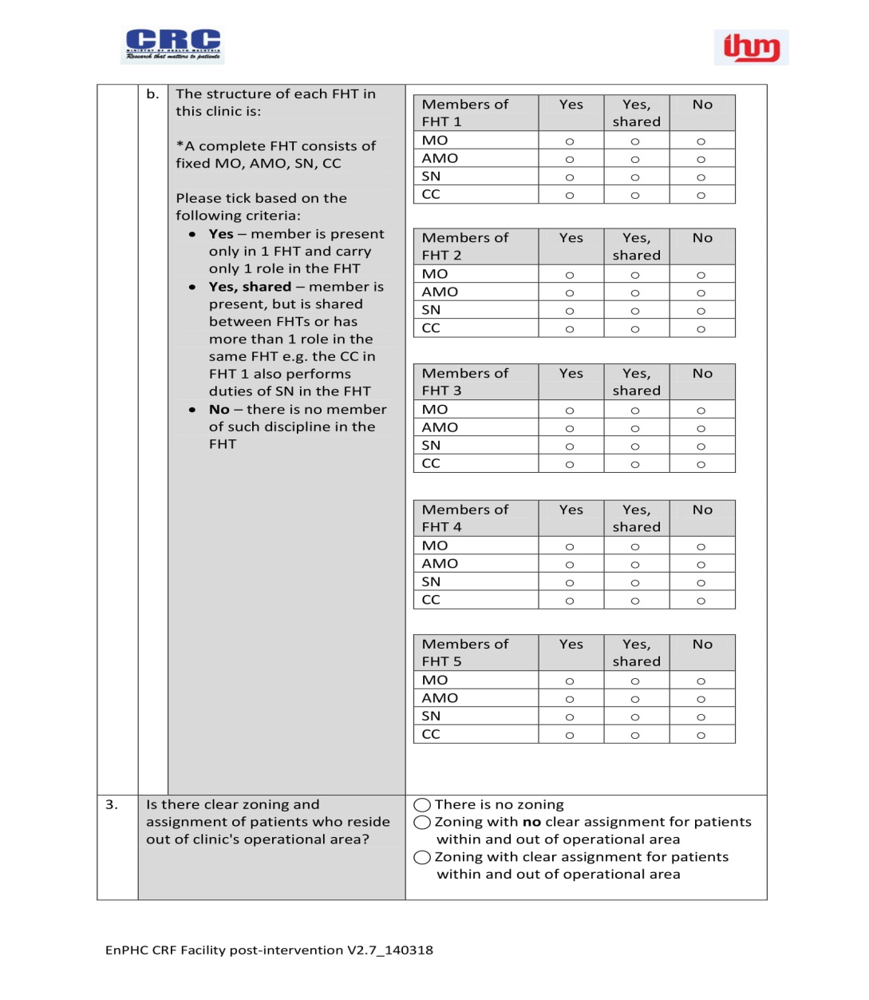 CRC
MINISTRY OF HEALTH MALAYSIA
Research that matters to patients
ihm
b.
The structure of each FHT in
this clinic is:
*A complete FHT consists of
fixed MO, AMO, SN, CC
Please tick based on the
following criteria:
• Yes – member is present
only in 1 FHT and carry
only 1 role in the FHT
• Yes, shared – member is
present, but is shared
between FHTs or has
more than 1 role in the
same FHT e.g. the CC in
FHT 1 also performs
duties of SN in the FHT
• No – there is no member
of such discipline in the
FHT
Members of FHT 1 Yes Yes, shared No
MO ○ ○ ○
AMO ○ ○ ○
SN ○ ○ ○
CC ○ ○ ○
Members of FHT 2 Yes Yes, shared No
MO ○ ○ ○
AMO ○ ○ ○
SN ○ ○ ○
CC ○ ○ ○
Members of FHT 3 Yes Yes, shared No
MO ○ ○ ○
AMO ○ ○ ○
SN ○ ○ ○
CC ○ ○ ○
Members of FHT 4 Yes Yes, shared No
MO ○ ○ ○
AMO ○ ○ ○
SN ○ ○ ○
CC ○ ○ ○
Members of FHT 5 Yes Yes, shared No
MO ○ ○ ○
AMO ○ ○ ○
SN ○ ○ ○
CC ○ ○ ○
3.
Is there clear zoning and
assignment of patients who reside
out of clinic's operational area?
○ There is no zoning
○ Zoning with no clear assignment for patients
within and out of operational area
○ Zoning with clear assignment for patients
within and out of operational area
EnPHC CRF Facility post-intervention V2.7_140318